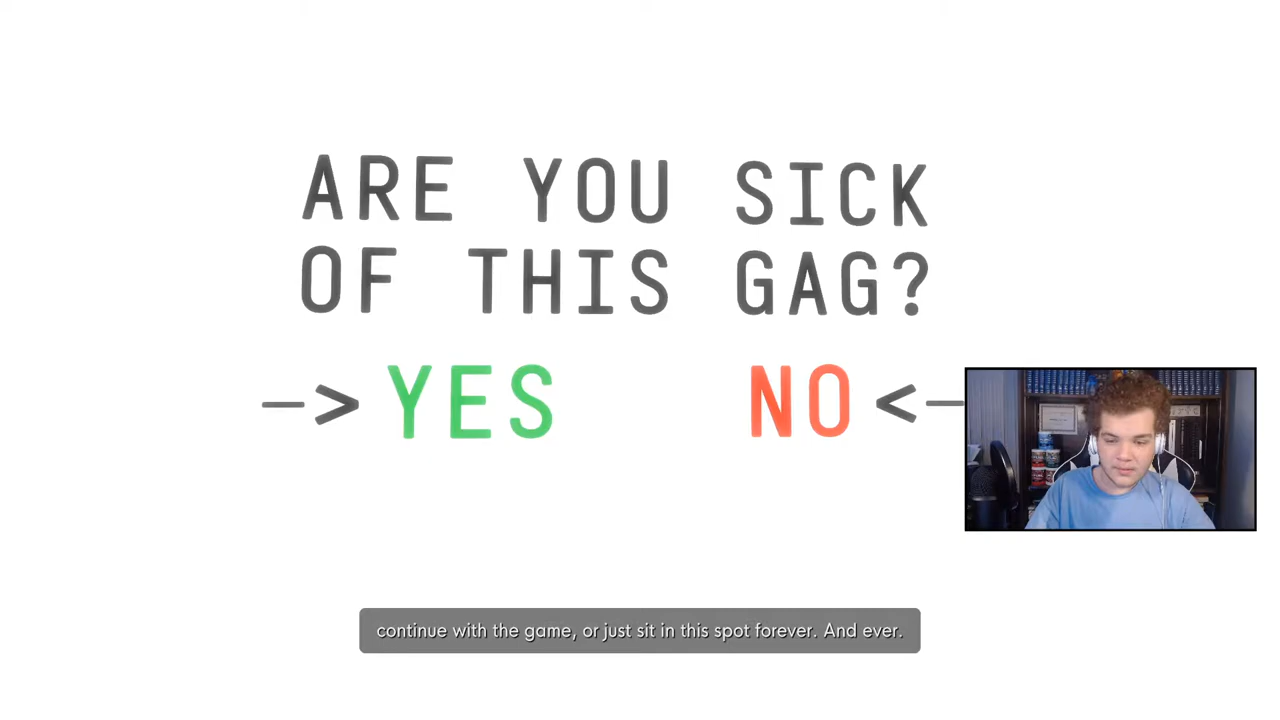 ARE YOU SICK
OF THIS GAG?
—> YES NO <—
continue with the game, or just sit in this spot forever. And ever.